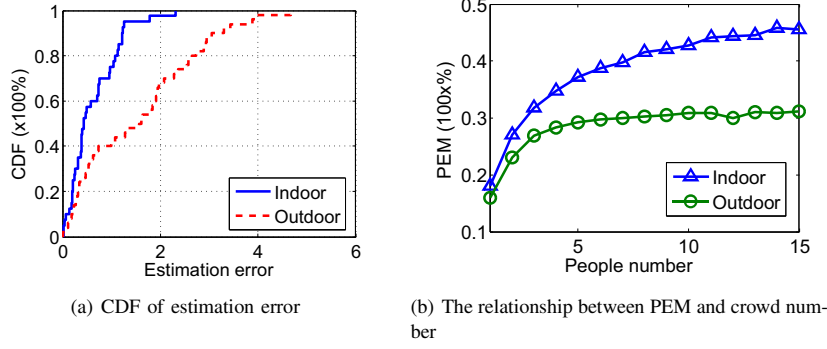 1
0.8
0.6
0.4
0.2
0
0 2 4 6
CDF (x100%)
Estimation error
Indoor
Outdoor
(a) CDF of estimation error
0.5
0.4
0.3
0.2
0.1
5 10 15
PEM (100x%)
People number
Indoor
Outdoor
(b) The relationship between PEM and crowd num-
ber